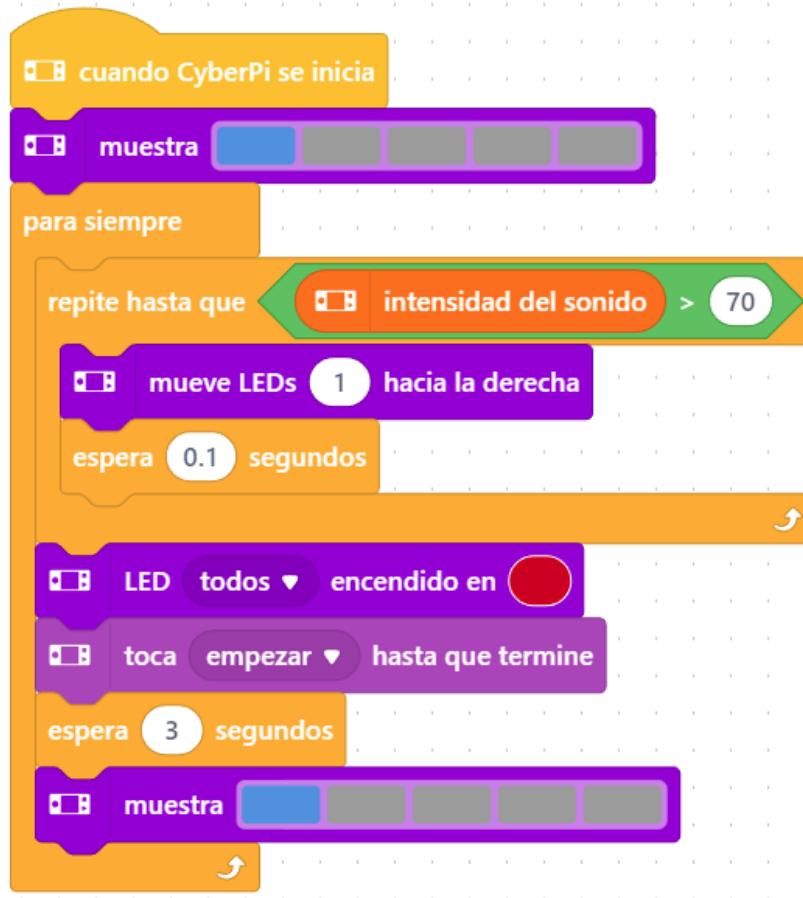 cuando CyberPi se inicia
muestra
para siempre
repite hasta que intensidad del sonido > 70
mueve LEDs 1 hacia la derecha
espera 0.1 segundos
LED todos encendido en
toca empezar hasta que termine
espera 3 segundos
muestra